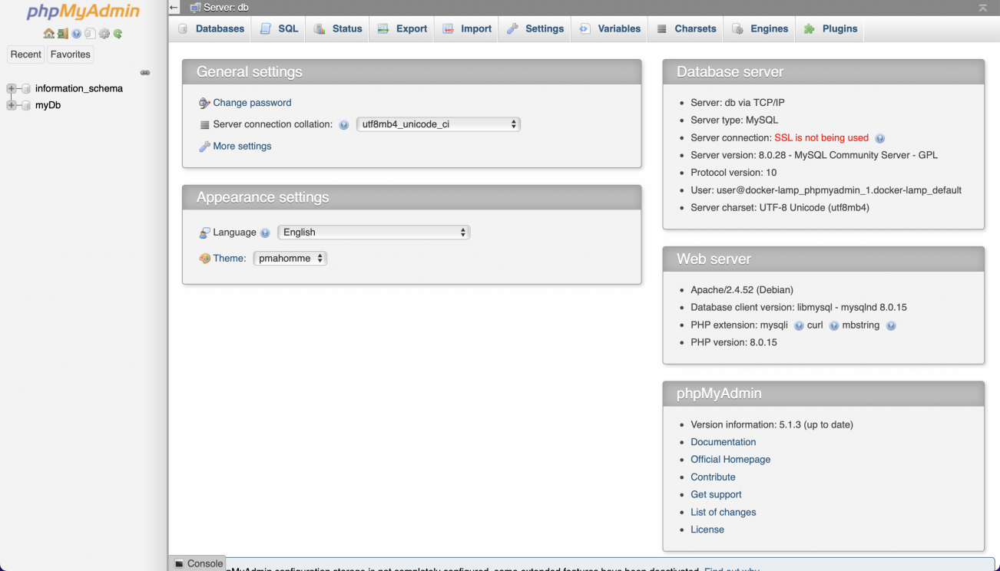 phpMyAdmin
Recent Favorites
information_schema
myDb
Server: db
Databases SQL Status Export Import Settings Variables Charsets Engines Plugins
General settings
Change password
Server connection collation: utf8mb4_unicode_ci
More settings
Appearance settings
Language English
Theme: pmahomme
Database server
Server: db via TCP/IP
Server type: MySQL
Server connection: SSL is not being used
Server version: 8.0.28 - MySQL Community Server - GPL
Protocol version: 10
User: user@docker-lamp_phpmyadmin_1.docker-lamp_default
Server charset: UTF-8 Unicode (utf8mb4)
Web server
Apache/2.4.52 (Debian)
Database client version: libmysql - mysqlnd 8.0.15
PHP extension: mysqli curl mbstring
PHP version: 8.0.15
phpMyAdmin
Version information: 5.1.3 (up to date)
Documentation
Official Homepage
Contribute
Get support
List of changes
License
Console
configuration storage is not completely configured, some extended features have been deactivated. Find out why